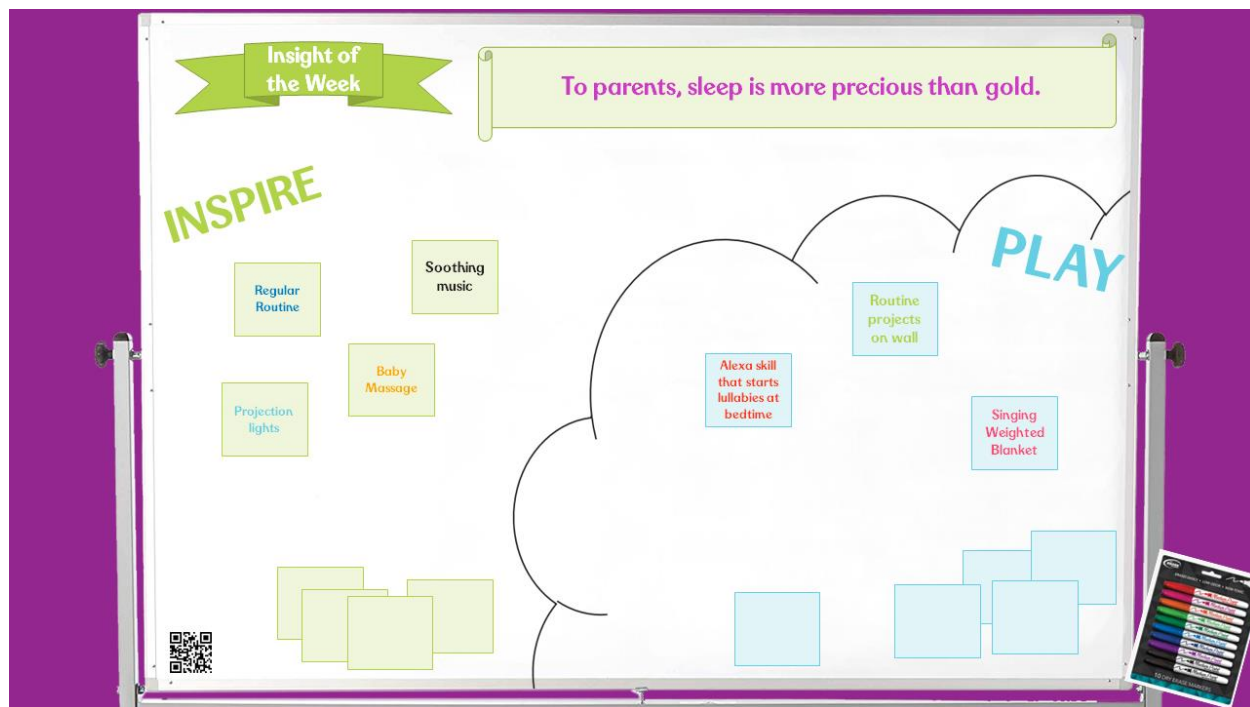 Insight of
the Week
To parents, sleep is more precious than gold.
INSPIRE
PLAY
Regular
Routine
Soothing
music
Baby
Massage
Projection
lights
Routine
projects
on wall
Alexa skill
that starts
lullabies at
bedtime
Singing
Weighted
Blanket